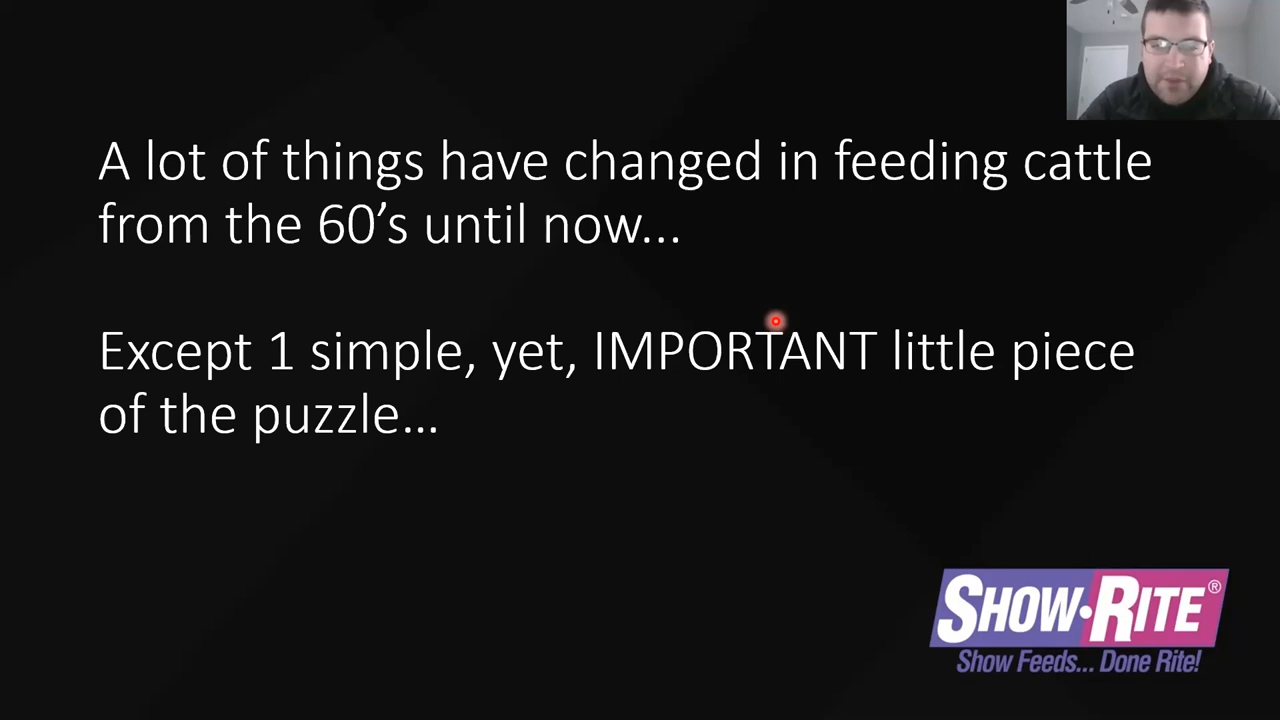 A lot of things have changed in feeding cattle
from the 60’s until now...
Except 1 simple, yet, IMPORTANT little piece
of the puzzle…
SHOW•RITE®
Show Feeds... Done Rite!